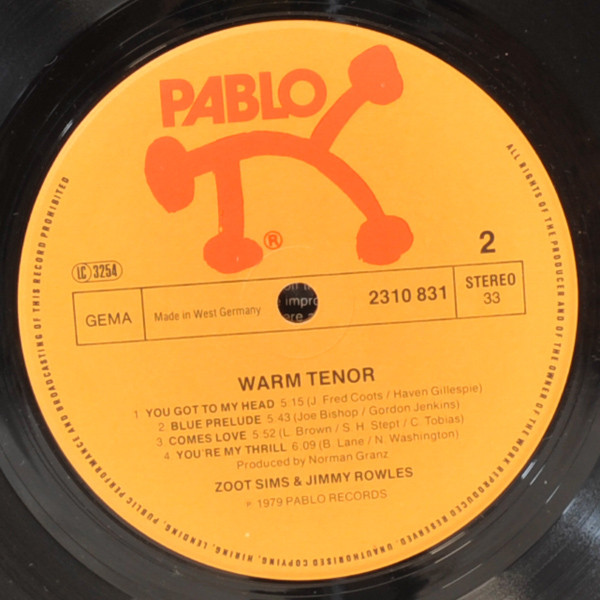 PABLO
®
LC 3254
2
GEMA
Made in West Germany
2310 831
STEREO
33
WARM TENOR
1 YOU GOT TO MY HEAD 5:15 (J. Fred Coots / Haven Gillespie)
2 BLUE PRELUDE 5.43 (Joe Bishop / Gordon Jenkins)
3 COMES LOVE 5.52 (L. Brown / S. H. Stept / C. Tobias)
4 YOU'RE MY THRILL 6.09 (B. Lane / N. Washington)
Produced by Norman Granz
ZOOT SIMS & JIMMY ROWLES
℗ 1979 PABLO RECORDS
ALL RIGHTS OF THE PRODUCER AND OF THE OWNER OF THE WORK REPRODUCED RESERVED. UNAUTHORISED COPYING, HIRING, LENDING, PUBLIC PERFORMANCE AND BROADCASTING OF THIS RECORD PROHIBITED